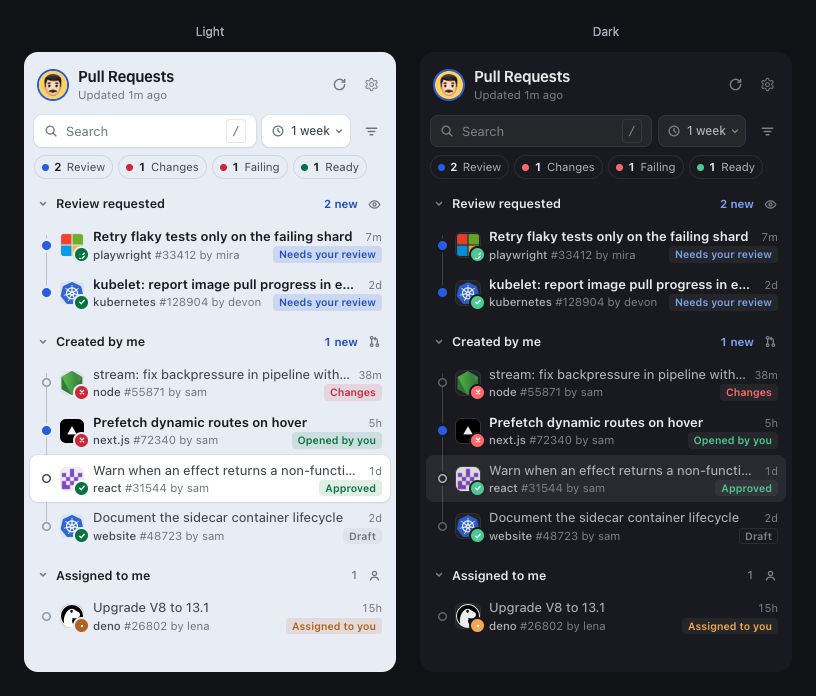 Light
Pull Requests
Updated 1m ago
Search /
1 week
2 Review 1 Changes 1 Failing 1 Ready
Review requested 2 new
Retry flaky tests only on the failing shard 7m
playwright #33412 by mira Needs your review
kubelet: report image pull progress in e... 2d
kubernetes #128904 by devon Needs your review
Created by me 1 new
stream: fix backpressure in pipeline with... 38m
node #55871 by sam Changes
Prefetch dynamic routes on hover 5h
next.js #72340 by sam Opened by you
Warn when an effect returns a non-functi... 1d
react #31544 by sam Approved
Document the sidecar container lifecycle 2d
website #48723 by sam Draft
Assigned to me 1
Upgrade V8 to 13.1 15h
deno #26802 by lena Assigned to you
Dark
Pull Requests
Updated 1m ago
Search /
1 week
2 Review 1 Changes 1 Failing 1 Ready
Review requested 2 new
Retry flaky tests only on the failing shard 7m
playwright #33412 by mira Needs your review
kubelet: report image pull progress in e... 2d
kubernetes #128904 by devon Needs your review
Created by me 1 new
stream: fix backpressure in pipeline with... 38m
node #55871 by sam Changes
Prefetch dynamic routes on hover 5h
next.js #72340 by sam Opened by you
Warn when an effect returns a non-functi... 1d
react #31544 by sam Approved
Document the sidecar container lifecycle 2d
website #48723 by sam Draft
Assigned to me 1
Upgrade V8 to 13.1 15h
deno #26802 by lena Assigned to you